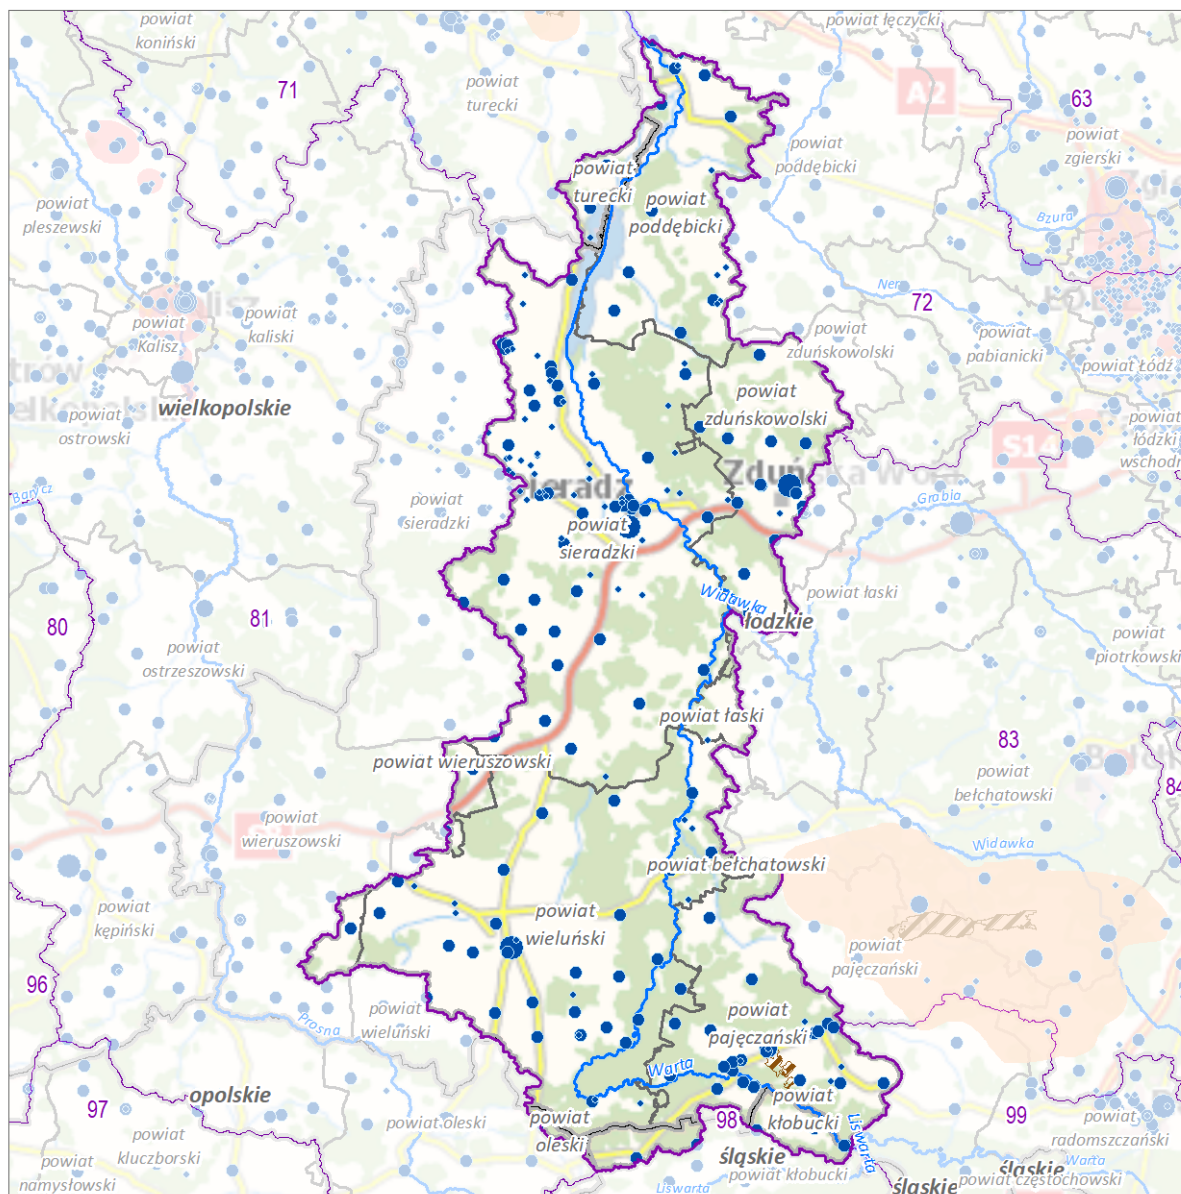 powiat łęczycki
powiat
koniński
71
powiat
turecki
A2
63
powiat
zgierski
powiat
poddębicki
powiat
turecki
powiat
poddębicki
powiat
pleszewski
Bzura
Ner
72
powiat
kaliski
powiat
Kalisz
powiat
zduńskowolski
powiat
pabianicki
powiat Łódź
wielkopolskie
powiat
ostrowski
powiat
zduńskowolski
powiat
łódzki
wschodn
S14
Barycz
powiat
sieradzki
Grabia
powiat
sieradzki
Widawka
powiat łaski
łódzkie
80
81
powiat
ostrzeszowski
powiat
piotrkowski
powiat łaski
83
powiat wieruszowski
powiat
bełchatowski
84
powiat
wieruszowski
Widawka
powiat bełchatowski
powiat
kępiński
powiat
wieluński
powiat
pajęczański
96
Prosna
powiat
wieluński
powiat
pajęczański
Warta
97
opolskie
powiat oleski
powiat
oleski
98
powiat
kłobucki
Liswarta
99
powiat
radomszczański
powiat
kluczborski
śląskie
powiat kłobucki
powiat
namysłowski
Liswarta
Warta
śląskie
powiat częstochowski
śląskie